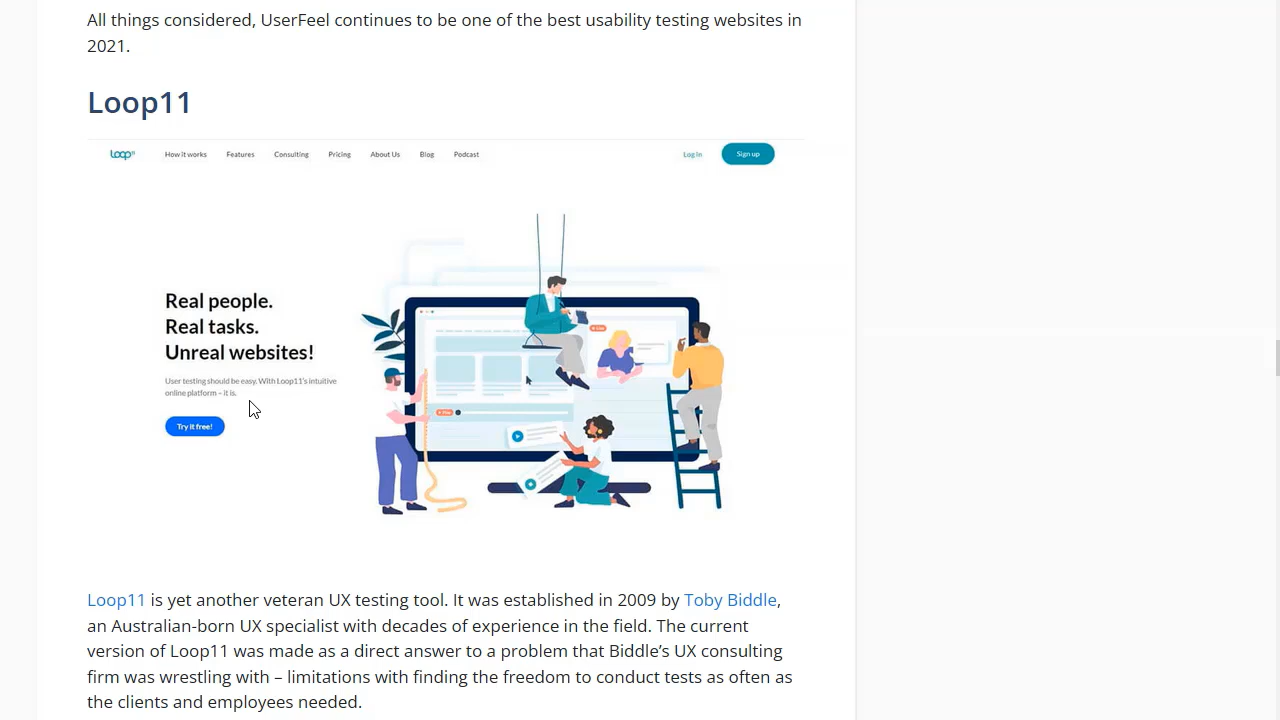 All things considered, UserFeel continues to be one of the best usability testing websites in
2021.
Loop11
Loop11 How it works Features Consulting Pricing About Us Blog Podcast Log in Sign up
Real people.
Real tasks.
Unreal websites!
User testing should be easy. With Loop11's intuitive
online platform – it is.
Try it free!
Loop11 is yet another veteran UX testing tool. It was established in 2009 by Toby Biddle,
an Australian-born UX specialist with decades of experience in the field. The current
version of Loop11 was made as a direct answer to a problem that Biddle’s UX consulting
firm was wrestling with – limitations with finding the freedom to conduct tests as often as
the clients and employees needed.